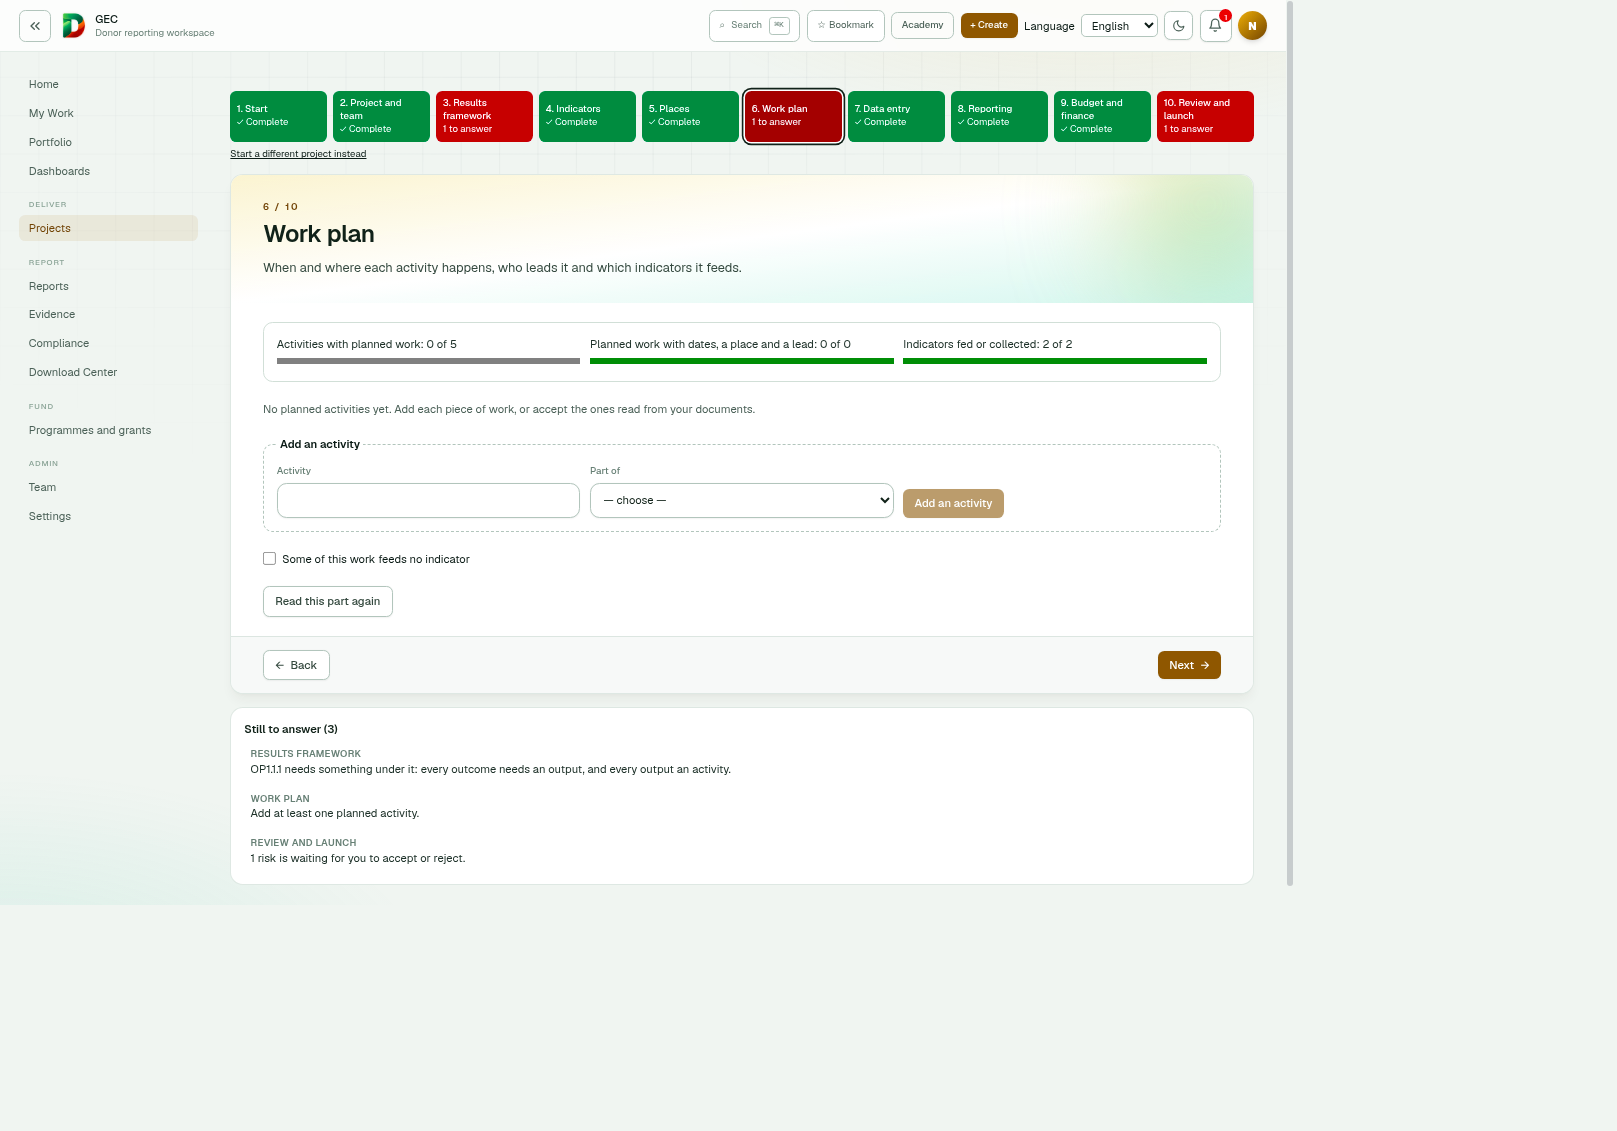 GEC
Donor reporting workspace
Search ⌘K
☆ Bookmark
Academy
+ Create
Language
English
1
N
Home
My Work
Portfolio
Dashboards
DELIVER
Projects
REPORT
Reports
Evidence
Compliance
Download Center
FUND
Programmes and grants
ADMIN
Team
Settings
1. Start
✓ Complete
2. Project and
team
✓ Complete
3. Results
framework
1 to answer
4. Indicators
✓ Complete
5. Places
✓ Complete
6. Work plan
1 to answer
7. Data entry
✓ Complete
8. Reporting
✓ Complete
9. Budget and
finance
✓ Complete
10. Review and
launch
1 to answer
Start a different project instead
6 / 10
Work plan
When and where each activity happens, who leads it and which indicators it feeds.
Activities with planned work: 0 of 5
Planned work with dates, a place and a lead: 0 of 0
Indicators fed or collected: 2 of 2
No planned activities yet. Add each piece of work, or accept the ones read from your documents.
Add an activity
Activity
Part of
— choose —
Add an activity
Some of this work feeds no indicator
Read this part again
← Back
Next →
Still to answer (3)
RESULTS FRAMEWORK
OP1.1.1 needs something under it: every outcome needs an output, and every output an activity.
WORK PLAN
Add at least one planned activity.
REVIEW AND LAUNCH
1 risk is waiting for you to accept or reject.